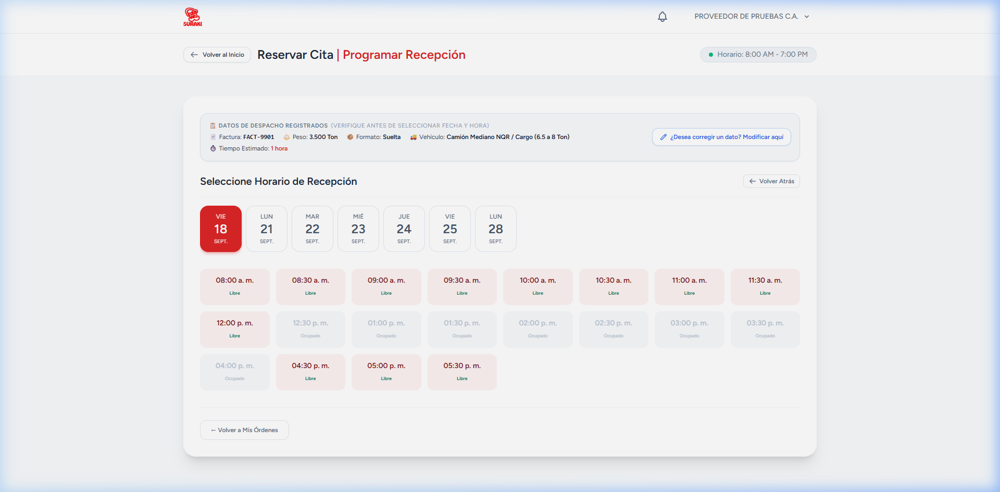 SURAKI
PROVEEDOR DE PRUEBAS C.A.
← Volver al Inicio
Reservar Cita | Programar Recepción
Horario: 8:00 AM - 7:00 PM
DATOS DE DESPACHO REGISTRADOS (VERIFIQUE ANTES DE SELECCIONAR FECHA Y HORA)
Factura: FACT-9901 Peso: 3.500 Ton Formato: Suelta Vehículo: Camión Mediano NQR / Cargo (6.5 a 8 Ton)
Tiempo Estimado: 1 hora
¿Desea corregir un dato? Modificar aquí
Seleccione Horario de Recepción
← Volver Atrás
VIE LUN MAR MIÉ JUE VIE LUN
18 21 22 23 24 25 28
SEPT. SEPT. SEPT. SEPT. SEPT. SEPT. SEPT.
08:00 a. m. 08:30 a. m. 09:00 a. m. 09:30 a. m. 10:00 a. m. 10:30 a. m. 11:00 a. m. 11:30 a. m.
Libre Libre Libre Libre Libre Libre Libre Libre
12:00 p. m. 12:30 p. m. 01:00 p. m. 01:30 p. m. 02:00 p. m. 02:30 p. m. 03:00 p. m. 03:30 p. m.
Libre Ocupado Ocupado Ocupado Ocupado Ocupado Ocupado Ocupado
04:00 p. m. 04:30 p. m. 05:00 p. m. 05:30 p. m.
Ocupado Libre Libre Libre
← Volver a Mis Órdenes